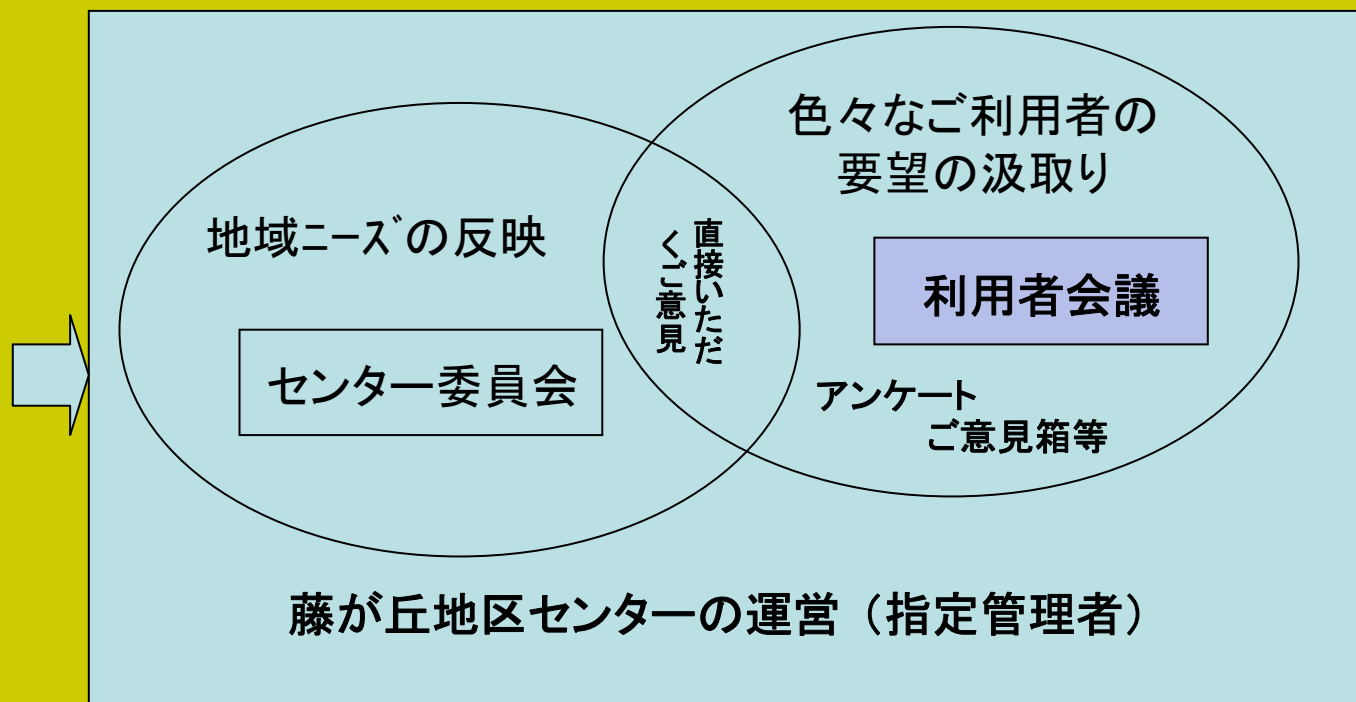 地域ニーズの反映
センター委員会
直接いただ
くご意見
色々なご利用者の
要望の汲取り
利用者会議
アンケート
ご意見箱等
藤が丘地区センターの運営（指定管理者）